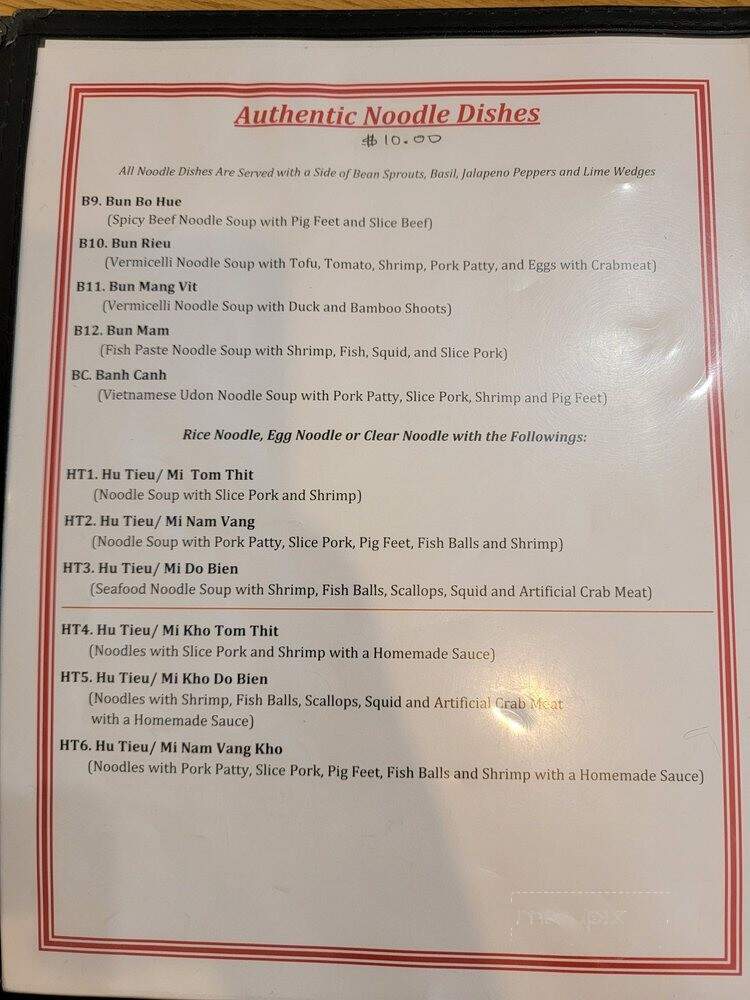 Authentic Noodle Dishes
$10.00
All Noodle Dishes Are Served with a Side of Bean Sprouts, Basil, Jalapeno Peppers and Lime Wedges
B9. Bun Bo Hue
(Spicy Beef Noodle Soup with Pig Feet and Slice Beef)
B10. Bun Rieu
(Vermicelli Noodle Soup with Tofu, Tomato, Shrimp, Pork Patty, and Eggs with Crabmeat)
B11. Bun Mang Vit
(Vermicelli Noodle Soup with Duck and Bamboo Shoots)
B12. Bun Mam
(Fish Paste Noodle Soup with Shrimp, Fish, Squid, and Slice Pork)
BC. Banh Canh
(Vietnamese Udon Noodle Soup with Pork Patty, Slice Pork, Shrimp and Pig Feet)
Rice Noodle, Egg Noodle or Clear Noodle with the Followings:
HT1. Hu Tieu/ Mi Tom Thit
(Noodle Soup with Slice Pork and Shrimp)
HT2. Hu Tieu/ Mi Nam Vang
(Noodle Soup with Pork Patty, Slice Pork, Pig Feet, Fish Balls and Shrimp)
HT3. Hu Tieu/ Mi Do Bien
(Seafood Noodle Soup with Shrimp, Fish Balls, Scallops, Squid and Artificial Crab Meat)
HT4. Hu Tieu/ Mi Kho Tom Thit
(Noodles with Slice Pork and Shrimp with a Homemade Sauce)
HT5. Hu Tieu/ Mi Kho Do Bien
(Noodles with Shrimp, Fish Balls, Scallops, Squid and Artificial Crab Meat
with a Homemade Sauce)
HT6. Hu Tieu/ Mi Nam Vang Kho
(Noodles with Pork Patty, Slice Pork, Pig Feet, Fish Balls and Shrimp with a Homemade Sauce)